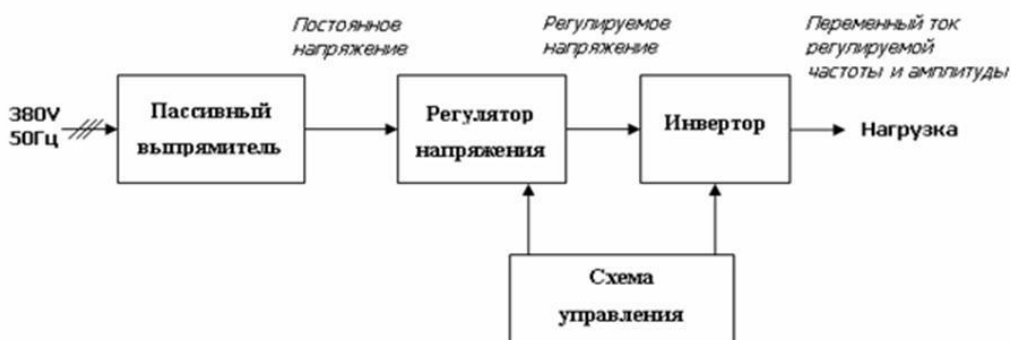 Постоянное
напряжение
Регулируемое
напряжение
Переменный ток
регулируемой
частоты и амплитуды
380V
50Гц
Пассивный
выпрямитель
Регулятор
напряжения
Инвертор
Нагрузка
Схема
управления